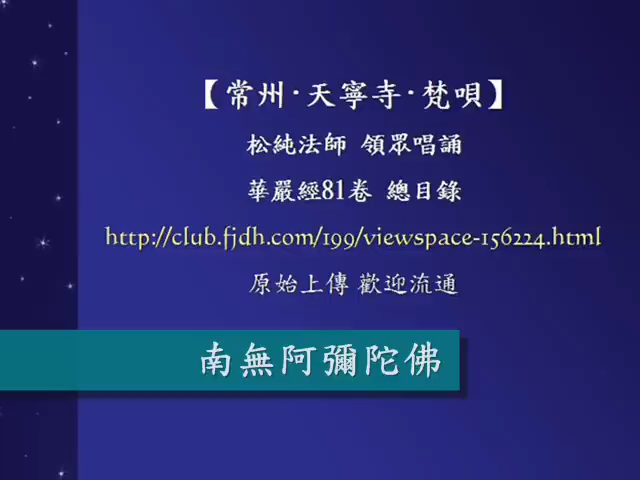 【常州·天寧寺·梵唄】
松純法師 領眾唱誦
華嚴經81卷 總目錄
http://club.fjdh.com/199/viewspace-156224.html
原始上傳 歡迎流通
南無阿彌陀佛